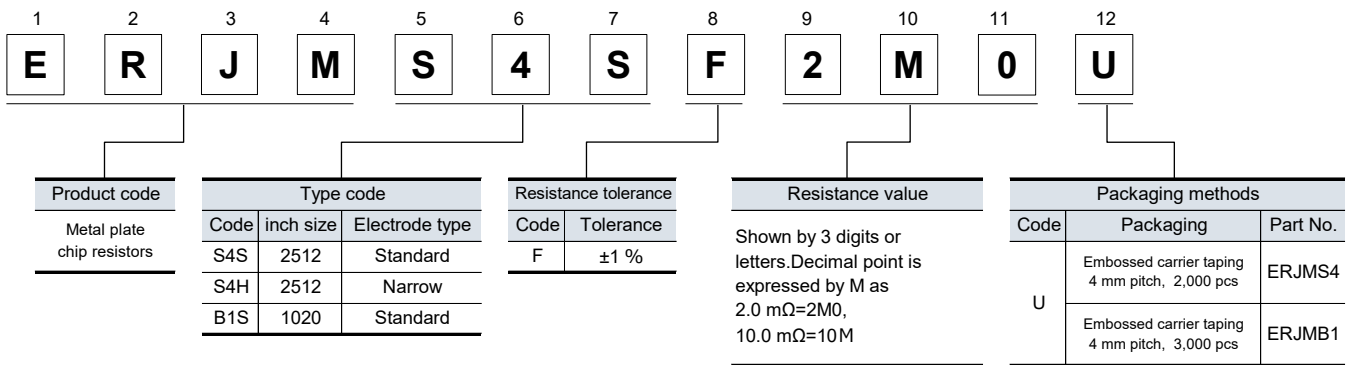 1 2 3 4 5 6 7 8 9 10 11 12
E R J M S 4 S F 2 M 0 U
Product code
Metal plate
chip resistors
Type code
Code inch size Electrode type
S4S 2512 Standard
S4H 2512 Narrow
B1S 1020 Standard
Resistance tolerance
Code Tolerance
F ±1 %
Resistance value
Shown by 3 digits or
letters.Decimal point is
expressed by M as
2.0 mΩ=2M0,
10.0 mΩ=10M
Packaging methods
Code Packaging Part No.
U
Embossed carrier taping
4 mm pitch, 2,000 pcs
ERJMS4
Embossed carrier taping
4 mm pitch, 3,000 pcs
ERJMB1